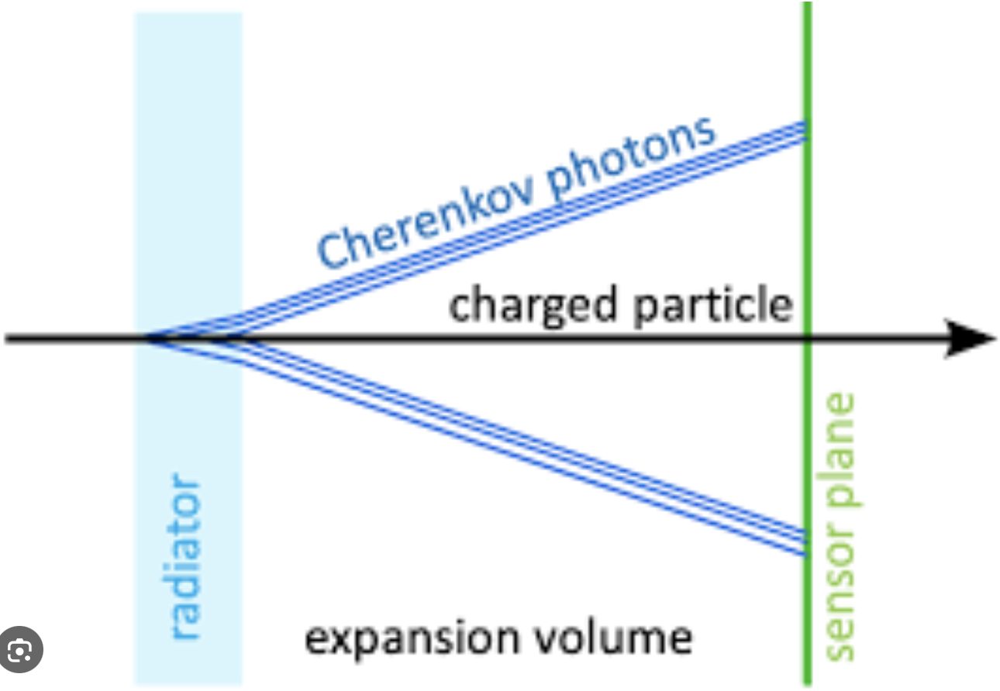 Cherenkov photons
charged particle
radiator
sensor plane
expansion volume